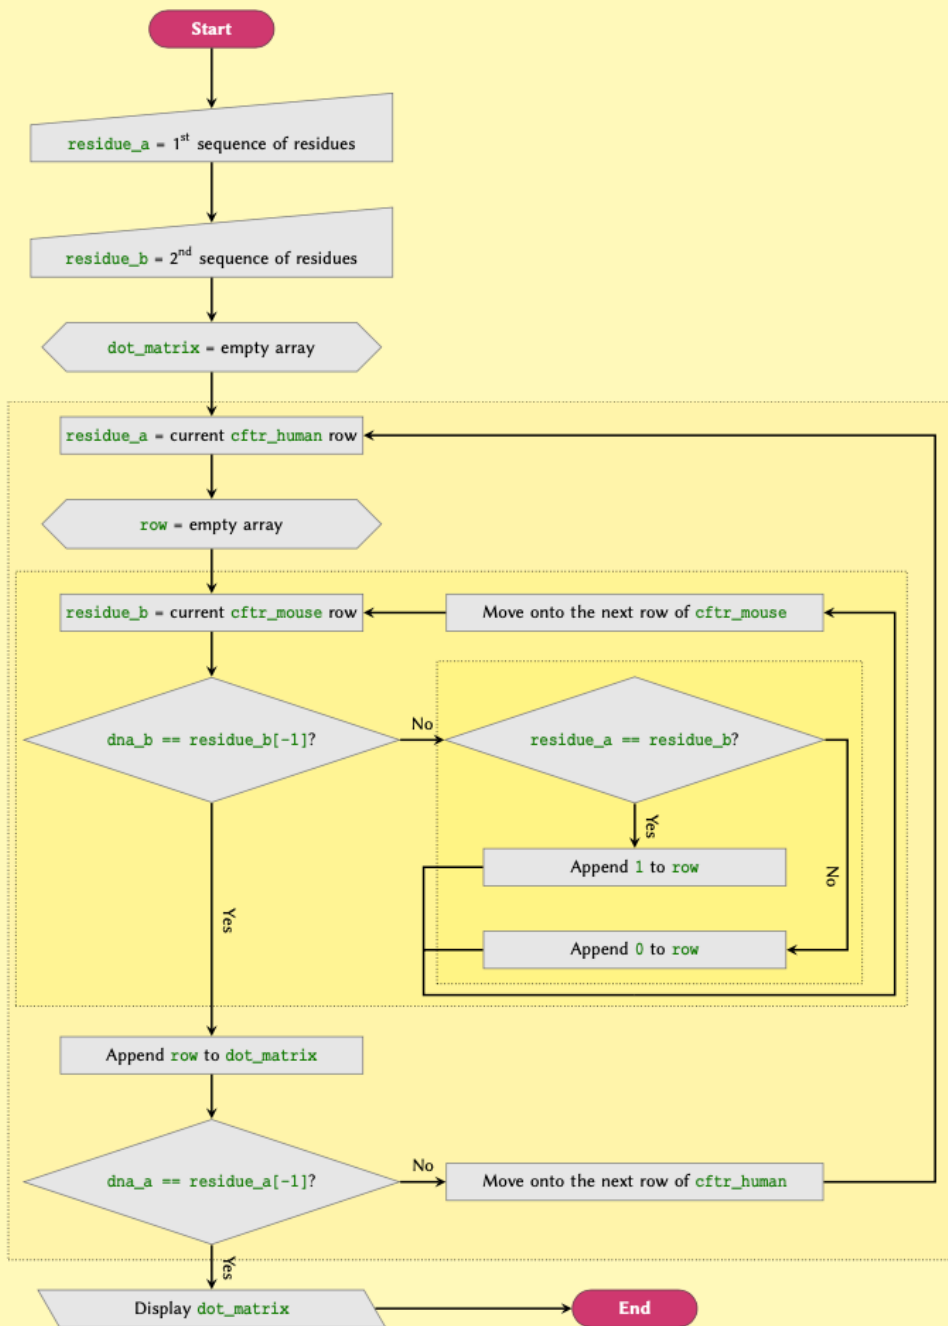 Start
residue_a = 1st sequence of residues
residue_b = 2nd sequence of residues
dot_matrix = empty array
residue_a = current cftr_human row
row = empty array
residue_b = current cftr_mouse row
Move onto the next row of cftr_mouse
dna_b == residue_b[-1]?
No
residue_a == residue_b?
Yes
Append 1 to row
No
Yes
Append 0 to row
Append row to dot_matrix
dna_a == residue_a[-1]?
No
Move onto the next row of cftr_human
Yes
Display dot_matrix
End